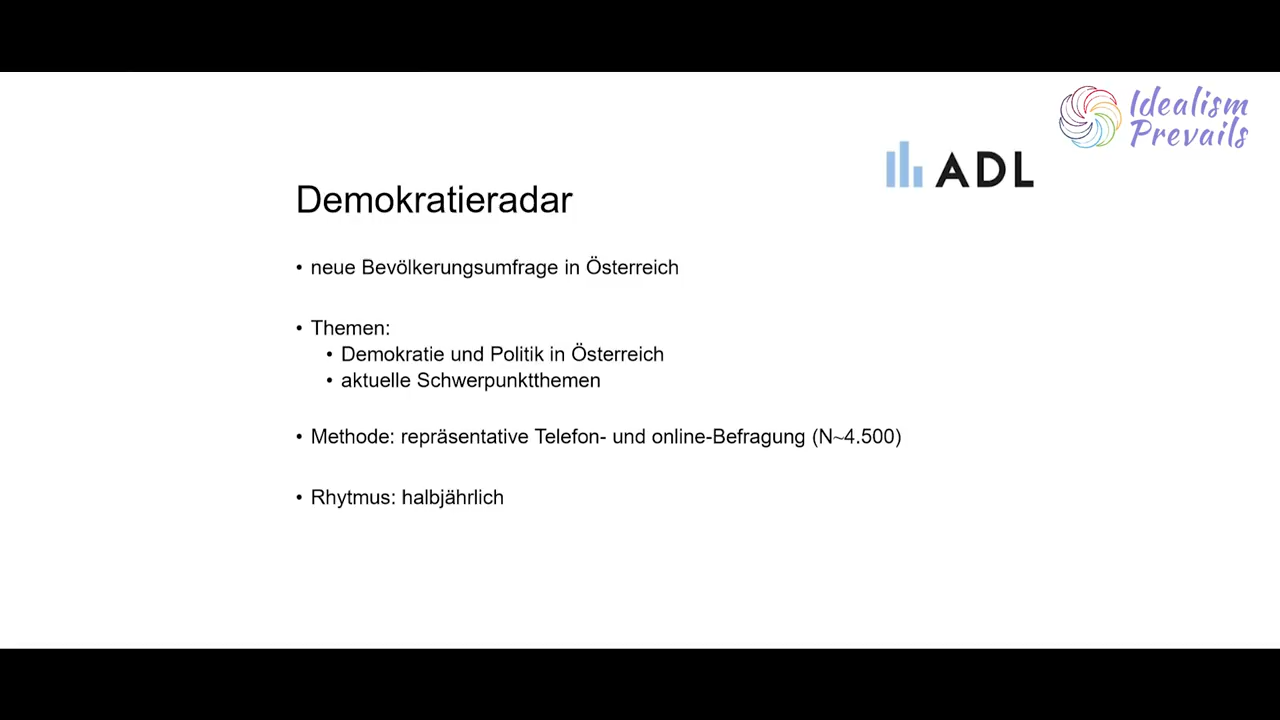 Idealism
Prevails
ADL
Demokratieradar
• neue Bevölkerungsumfrage in Österreich
• Themen:
• Demokratie und Politik in Österreich
• aktuelle Schwerpunktthemen
• Methode: repräsentative Telefon- und online-Befragung (N~4.500)
• Rhytmus: halbjährlich